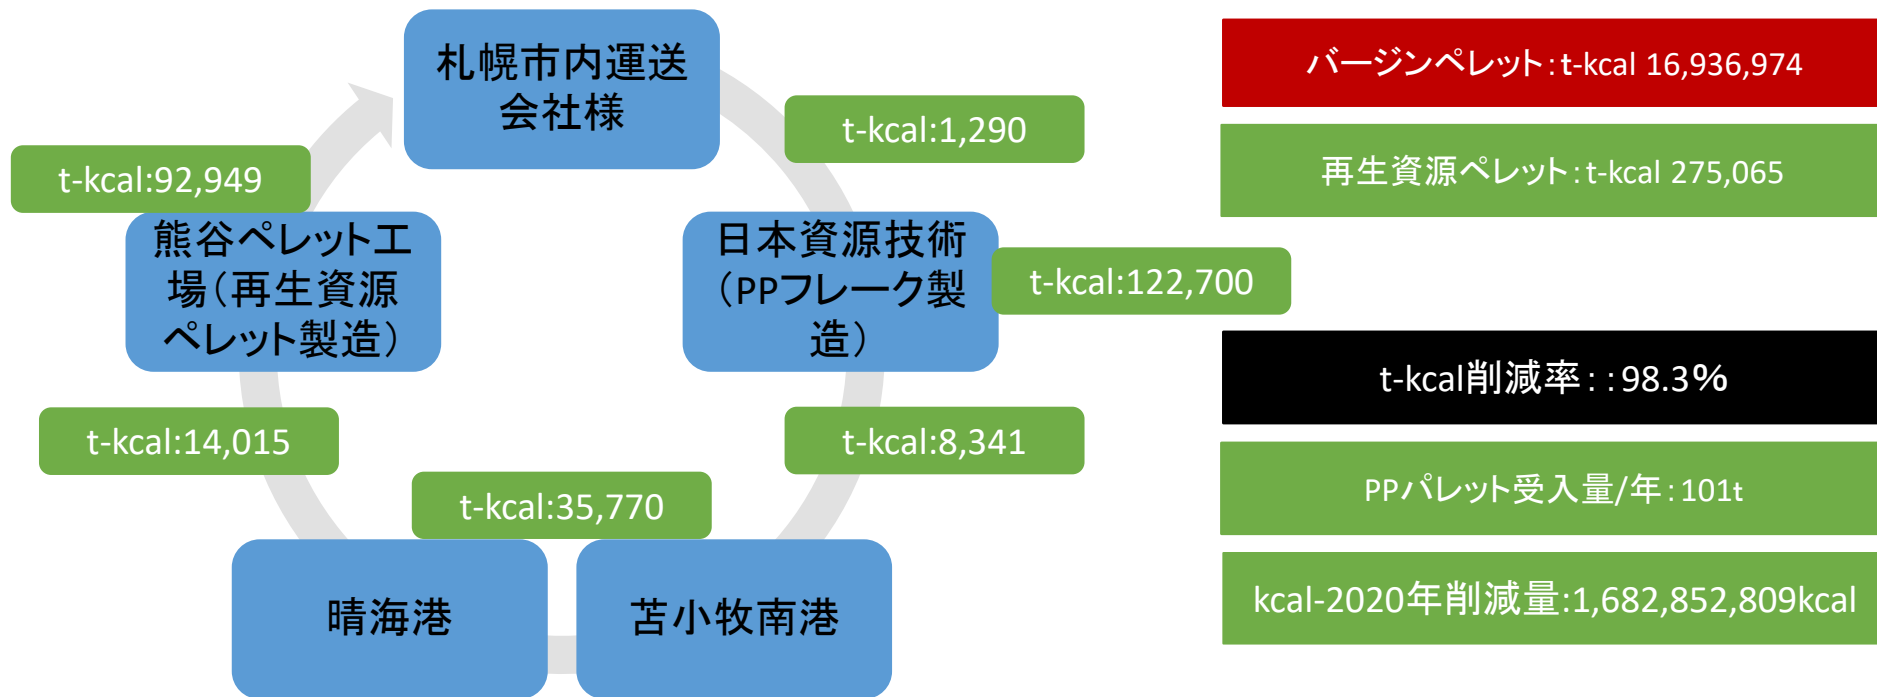 札幌市内運送
会社様
t-kcal:1,290
日本資源技術
（PPフレーク製
造）
t-kcal:122,700
t-kcal:8,341
苫小牧南港
t-kcal:35,770
晴海港
t-kcal:14,015
熊谷ペレット工
場（再生資源
ペレット製造）
t-kcal:92,949
バージンペレット：t-kcal 16,936,974
再生資源ペレット：t-kcal 275,065
t-kcal削減率：：98.3％
PPパレット受入量/年：101t
kcal-2020年削減量:1,682,852,809kcal